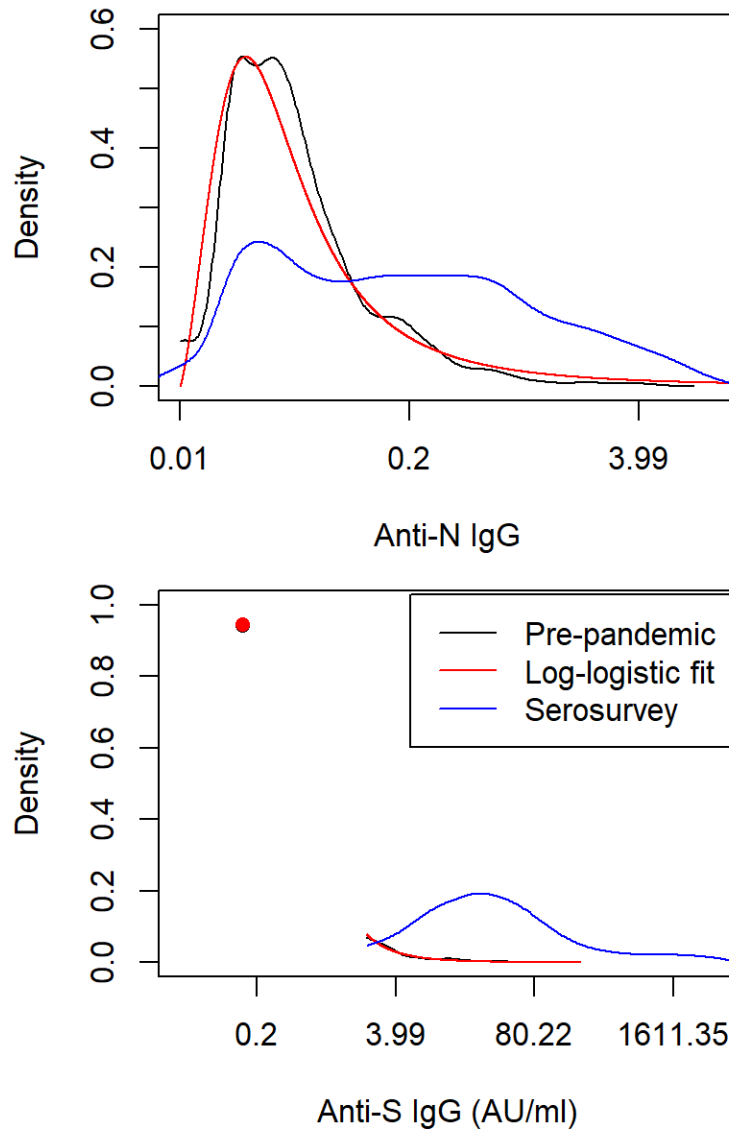 Density
0.6
0.4
0.2
0.0
0.01 0.2 3.99
Anti-N IgG
Density
1.0
0.8
0.6
0.4
0.2
0.0
Pre-pandemic
Log-logistic fit
Serosurvey
0.2 3.99 80.22 1611.35
Anti-S IgG (AU/ml)